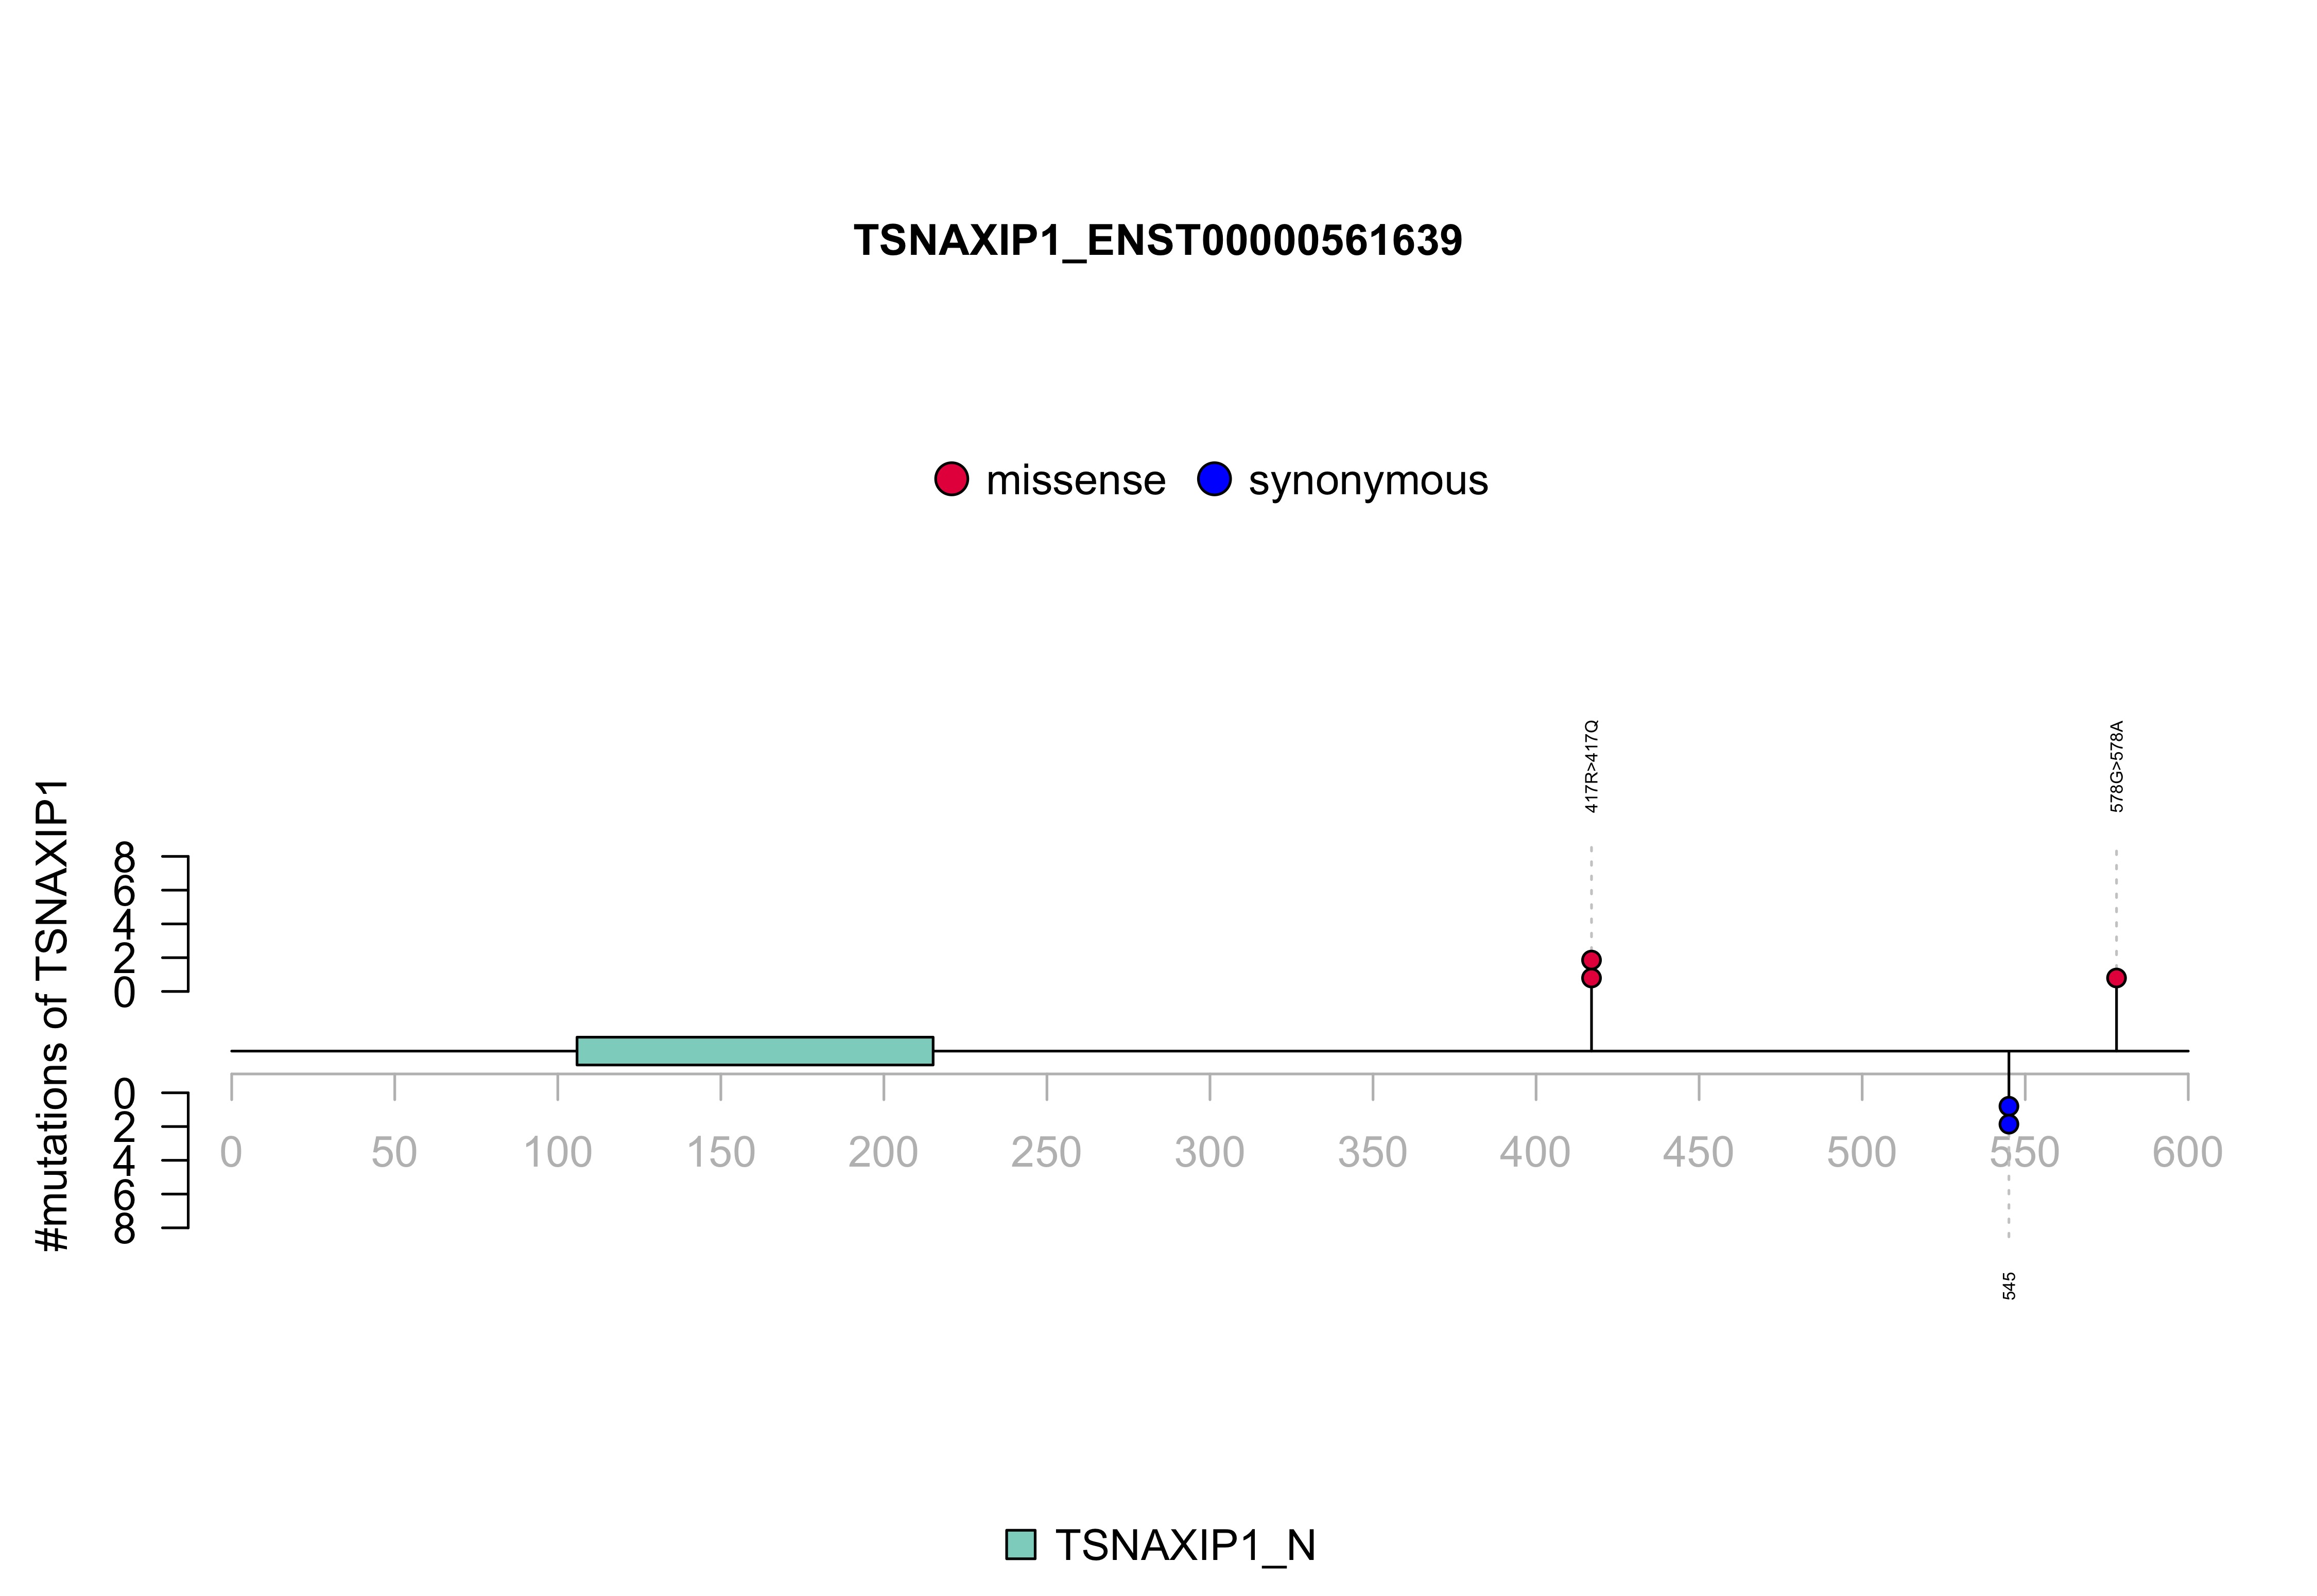 TSNAXIP1_ENST00000561639
missense synonymous
417R>417Q
578G>578A
#mutations of TSNAXIP1
8
6
4
2
0
0
2
4
6
8
0 50 100 150 200 250 300 350 400 450 500 550 600
545
TSNAXIP1_N